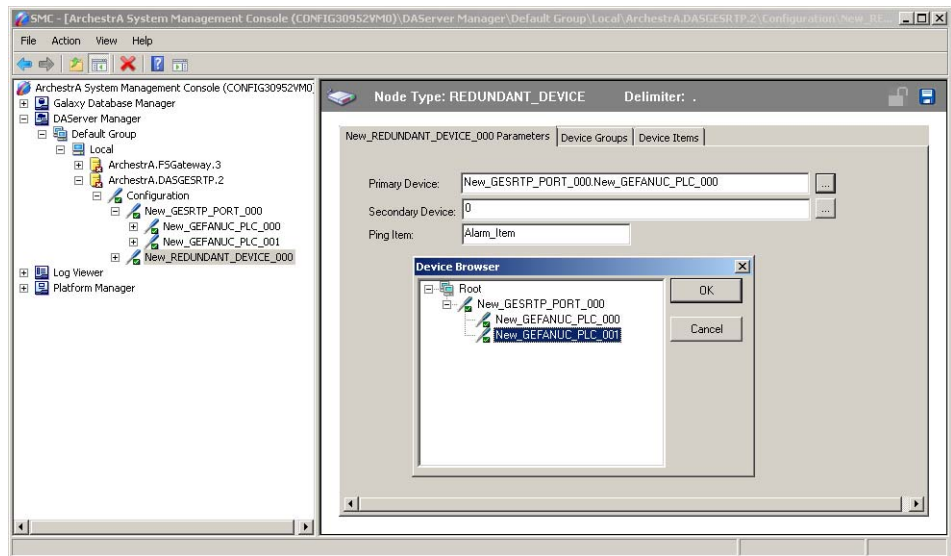 SMC - [ArchestrA System Management Console (CONFIG30952VM0)\DAServer Manager\Default Group\Local\ArchestrA.DASGESRTP.2\Configuration\New_RE...
File Action View Help
ArchestrA System Management Console (CONFIG30952VM0)
Galaxy Database Manager
DAServer Manager
Default Group
Local
ArchestrA.FSGateway.3
ArchestrA.DASGESRTP.2
Configuration
New_GESRTP_PORT_000
New_GEFANUC_PLC_000
New_GEFANUC_PLC_001
New_REDUNDANT_DEVICE_000
Log Viewer
Platform Manager
Node Type: REDUNDANT_DEVICE Delimiter: .
New_REDUNDANT_DEVICE_000 Parameters Device Groups Device Items
Primary Device: New_GESRTP_PORT_000.New_GEFANUC_PLC_000 ...
Secondary Device: 0 ...
Ping Item: Alarm_Item
Device Browser
Root
New_GESRTP_PORT_000
New_GEFANUC_PLC_000
New_GEFANUC_PLC_001
OK
Cancel